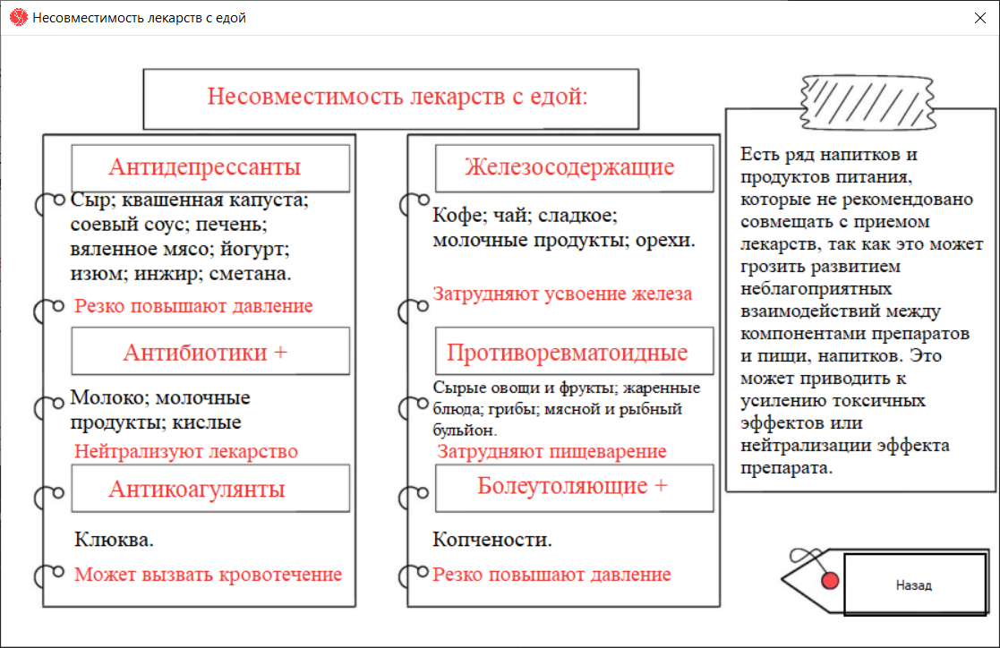 Несовместимость лекарств с едой
Несовместимость лекарств с едой:
Антидепрессанты
Сыр; квашенная капуста;
соевый соус; печень;
вяленное мясо; йогурт;
изюм; инжир; сметана.
Резко повышают давление
Антибиотики +
Молоко; молочные
продукты; кислые
Нейтрализуют лекарство
Антикоагулянты
Клюква.
Может вызвать кровотечение
Железосодержащие
Кофе; чай; сладкое;
молочные продукты; орехи.
Затрудняют усвоение железа
Противоревматоидные
Сырые овощи и фрукты; жаренные
блюда; грибы; мясной и рыбный
бульйон.
Затрудняют пищеварение
Болеутоляющие +
Копчености.
Резко повышают давление
Есть ряд напитков и
продуктов питания,
которые не рекомендовано
совмещать с приемом
лекарств, так как это может
грозить развитием
неблагоприятных
взаимодействий между
компонентами препаратов
и пищи, напитков. Это
может приводить к
усилению токсичных
эффектов или
нейтрализации эффекта
препарата.
Назад